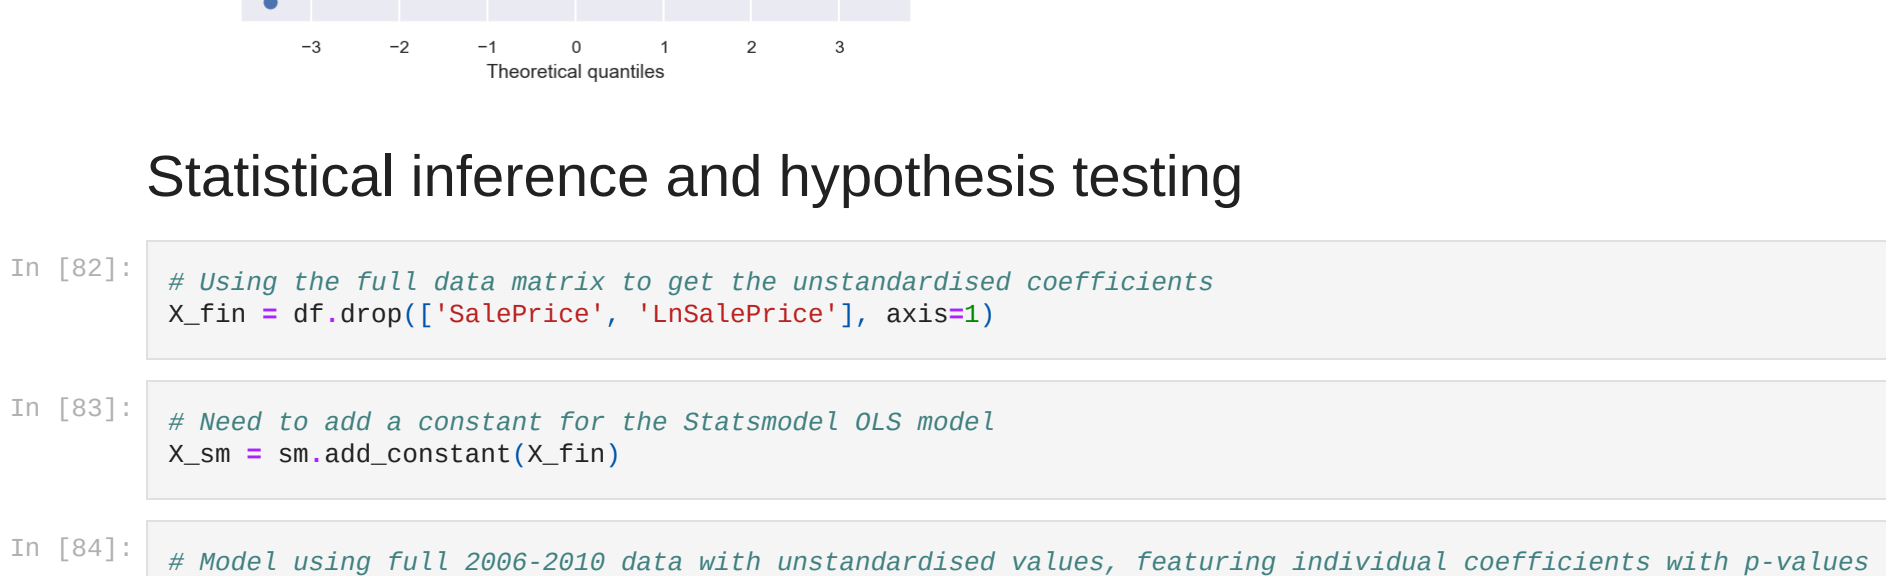 −3 −2 −1 0 1 2 3
Theoretical quantiles
Statistical inference and hypothesis testing
In [82]:
# Using the full data matrix to get the unstandardised coefficients
X_fin = df.drop(['SalePrice', 'LnSalePrice'], axis=1)
In [83]:
# Need to add a constant for the Statsmodel OLS model
X_sm = sm.add_constant(X_fin)
In [84]:
# Model using full 2006-2010 data with unstandardised values, featuring individual coefficients with p-values